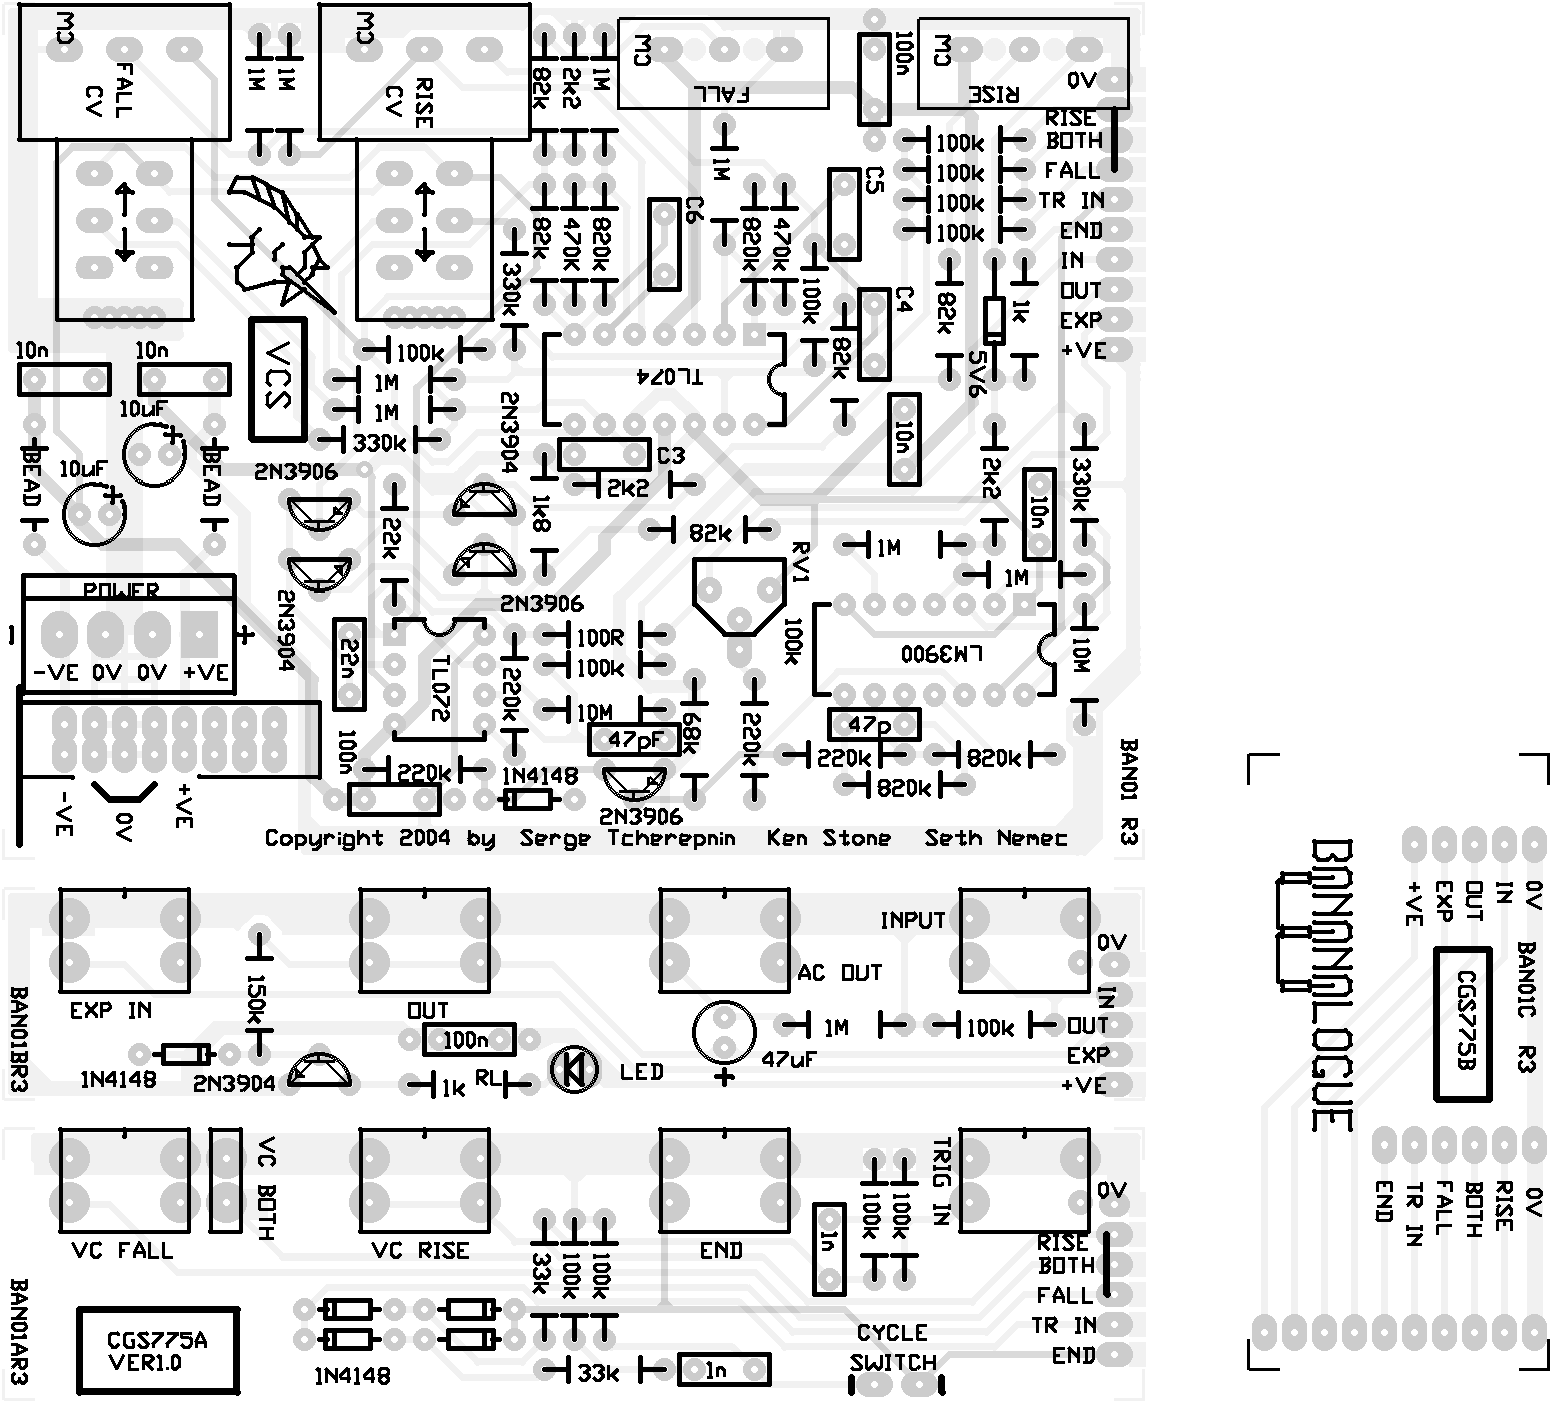 M3
M3
M3
M3
FALL
CV
1M
1M
RISE
CV
82k
2k2
1M
FALL
100n
RISE
0V
RISE
BOTH
FALL
TR IN
END
IN
OUT
EXP
+VE
1M
100k
100k
100k
100k
C5
C6
82k
470K
820k
820k
470k
330k
100k
C4
82k
82k
1k
5V6
VCS
10n
10n
100k
1M
1M
330k
TL074
2N3904
10n
10uF
10uF
BEAD
BEAD
2N3906
C3
2k2
1k8
22k
82k
2k2
10n
330k
1M
1M
RV1
100k
2N3904
2N3906
POWER
-VE 0V 0V +VE
+
22n
TL072
220k
100R
100k
10M
47pF
68k
220k
LM3900
10M
47p
220k
820k
820k
100n
220k
1N4148
2N3906
-VE
0V
+VE
Copyright 2004 by Serge Tcherepnin Ken Stone Seth Nemec
BAN01 R3
EXP IN
OUT
AC OUT
INPUT
0V
IN
OUT
EXP
+VE
150k
100n
1k
RL
LED
47uF
1M
100k
1N4148
2N3904
BAN01BR3
VC FALL
VC BOTH
VC RISE
END
TRIG IN
0V
RISE
BOTH
FALL
TR IN
END
33k
100k
100k
1n
100k
100k
1N4148
33k
1n
CYCLE
SWITCH
CGS775A
VER1.0
BAN01AR3
BANANALOGUE
+VE
EXP
OUT
IN
0V
CGS775B
BAN01C R3
END
TR IN
FALL
BOTH
RISE
0V